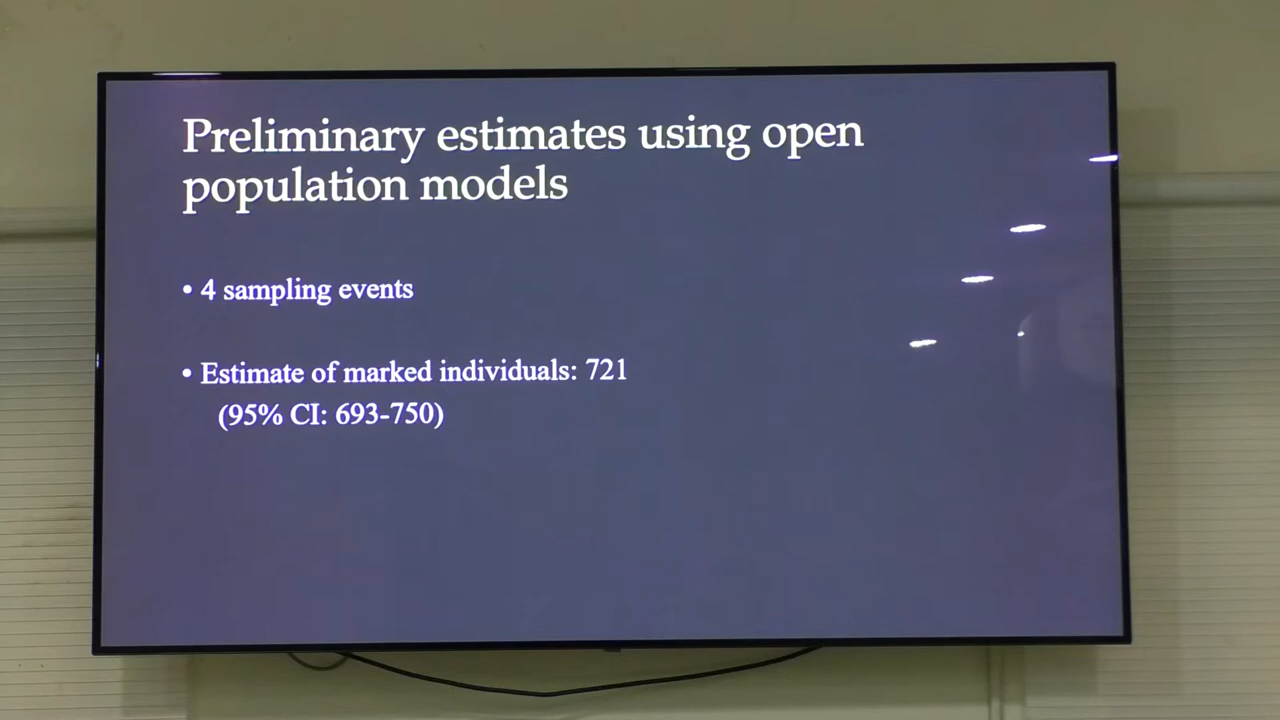 Preliminary estimates using open
population models
• 4 sampling events
• Estimate of marked individuals: 721
(95% CI: 693-750)